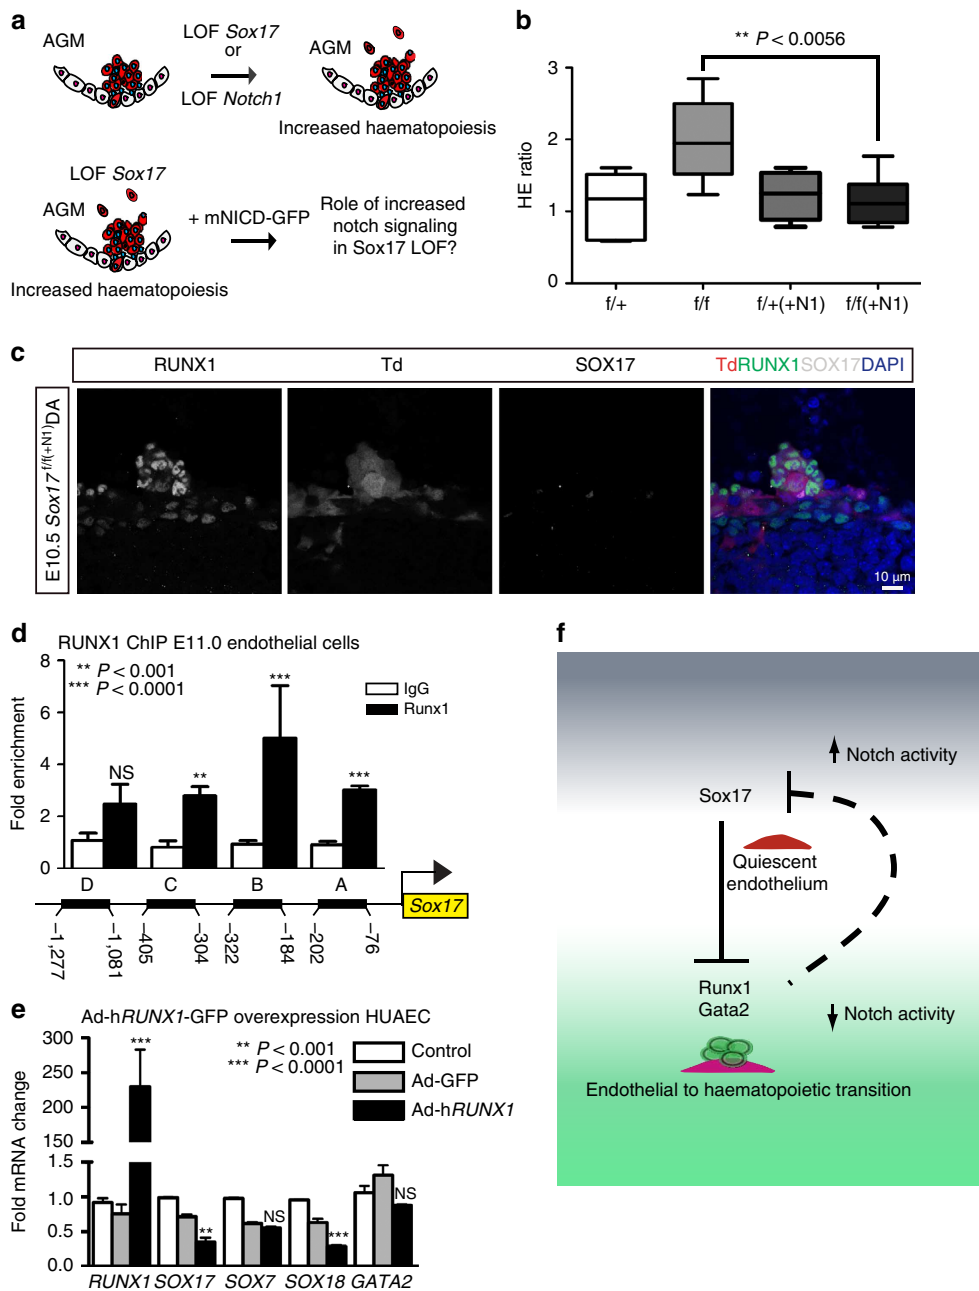 a
AGM
LOF Sox17
or
LOF Notch1
AGM
Increased haematopoiesis
LOF Sox17
AGM
+ mNICD-GFP
Role of increased
notch signaling
in Sox17 LOF?
Increased haematopoiesis
b
** P < 0.0056
HE ratio
3
2
1
0
f/+
f/f
f/+(+N1)
f/f(+N1)
c
RUNX1
Td
SOX17
TdRUNX1SOX17DAPI
E10.5 Sox17 f/f(+N1)DA
10 µm
d
RUNX1 ChIP E11.0 endothelial cells
** P < 0.001
*** P < 0.0001
IgG
Runx1
Fold enrichment
8
6
4
2
0
NS
**
***
***
D
C
B
A
Sox17
–1,277
–1,081
–405
–304
–322
–184
–202
–76
e
Ad-hRUNX1-GFP overexpression HUAEC
** P < 0.001
*** P < 0.0001
Control
Ad-GFP
Ad-hRUNX1
Fold mRNA change
300
250
200
150
1.5
1.0
0.5
0.0
***
**
NS
***
NS
RUNX1 SOX17 SOX7 SOX18 GATA2
f
Notch activity
Sox17
Quiescent
endothelium
Runx1
Gata2
Notch activity
Endothelial to haematopoietic transition